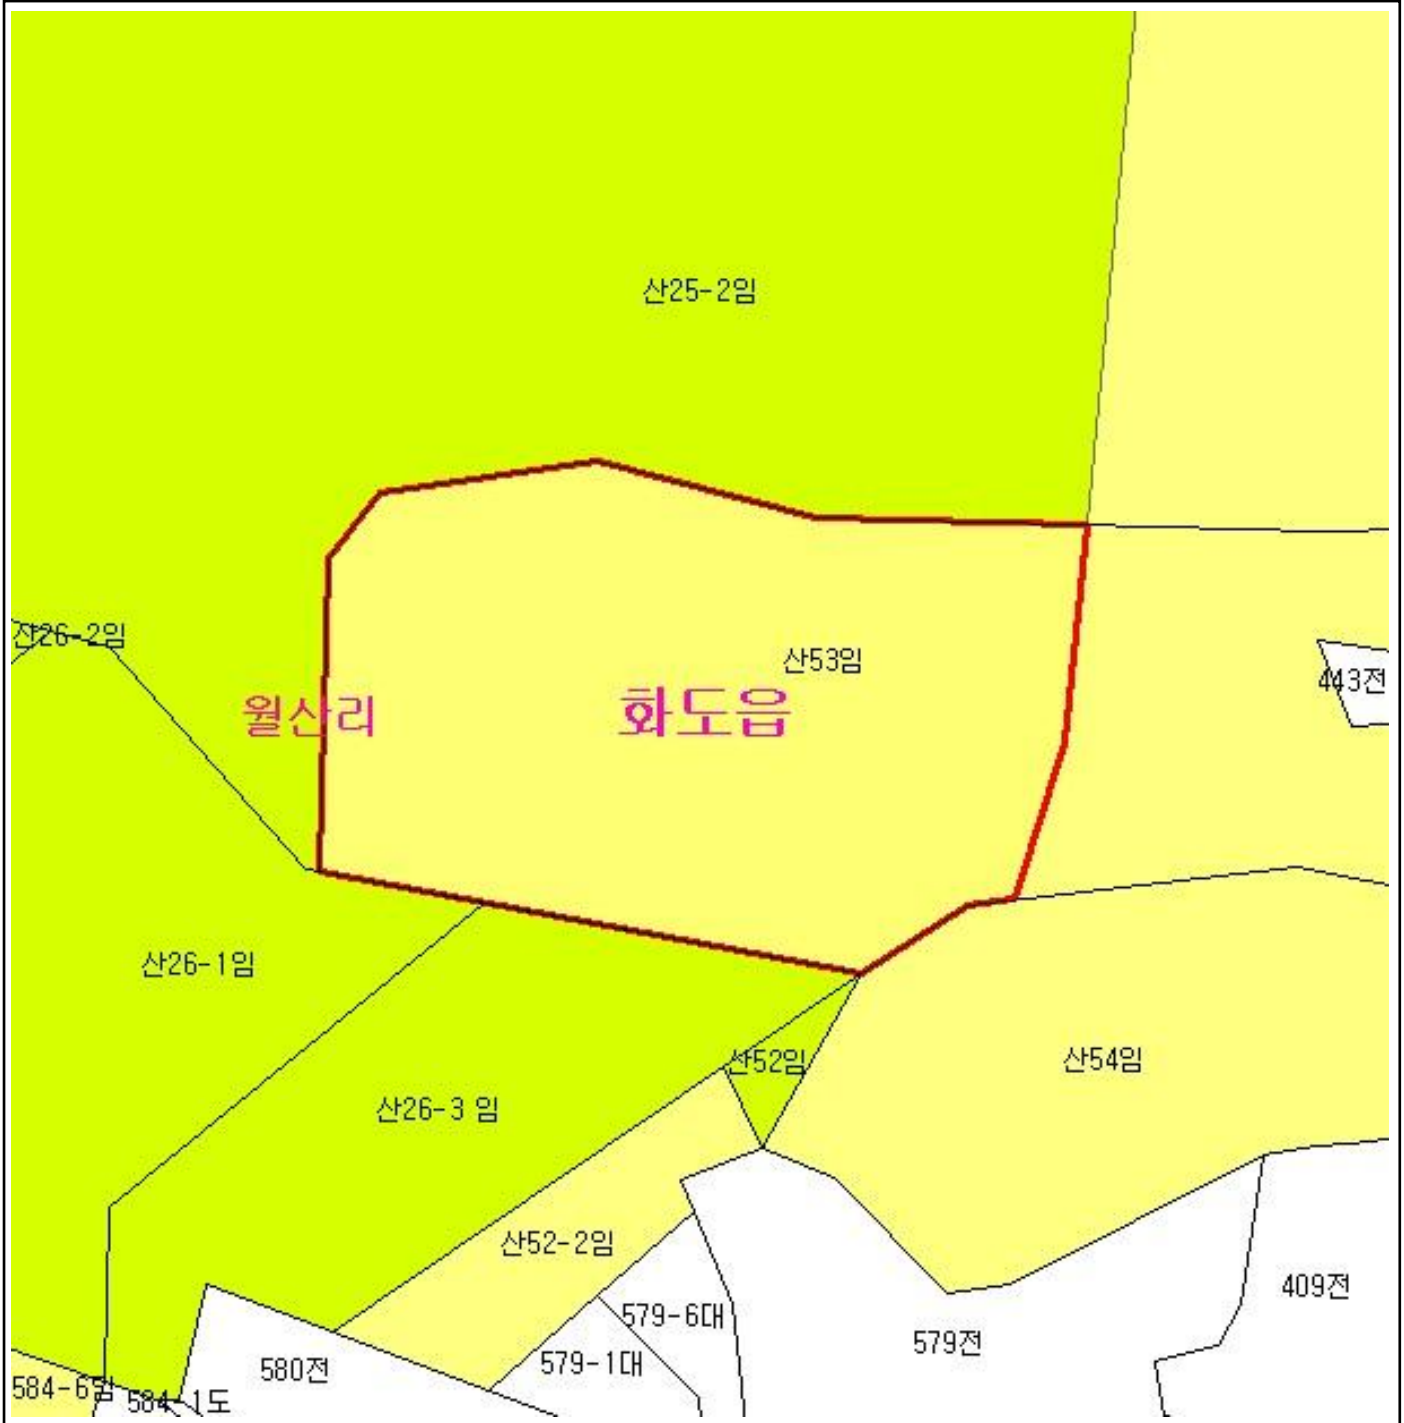 산25-2임
산26-2임
산53임
443전
월산리
화도읍
산26-1임
산52임
산54임
산26-3 임
산52-2임
409전
579-6대
579전
579-1대
580전
584-6임
584-1도